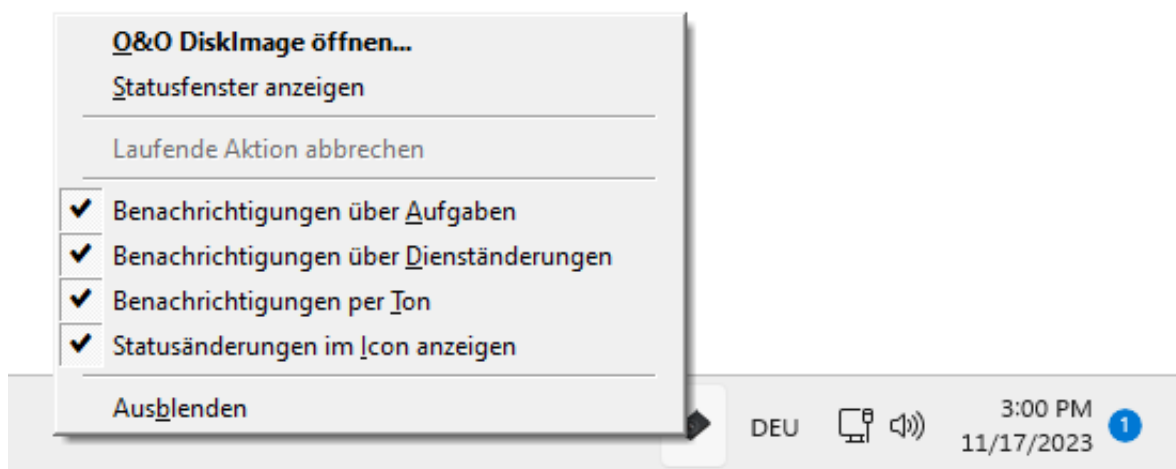 O&O DiskImage öffnen...
Statusfenster anzeigen
Laufende Aktion abbrechen
Benachrichtigungen über Aufgaben
Benachrichtigungen über Dienständerungen
Benachrichtigungen per Ton
Statusänderungen im Icon anzeigen
Ausblenden
DEU
3:00 PM
11/17/2023
1